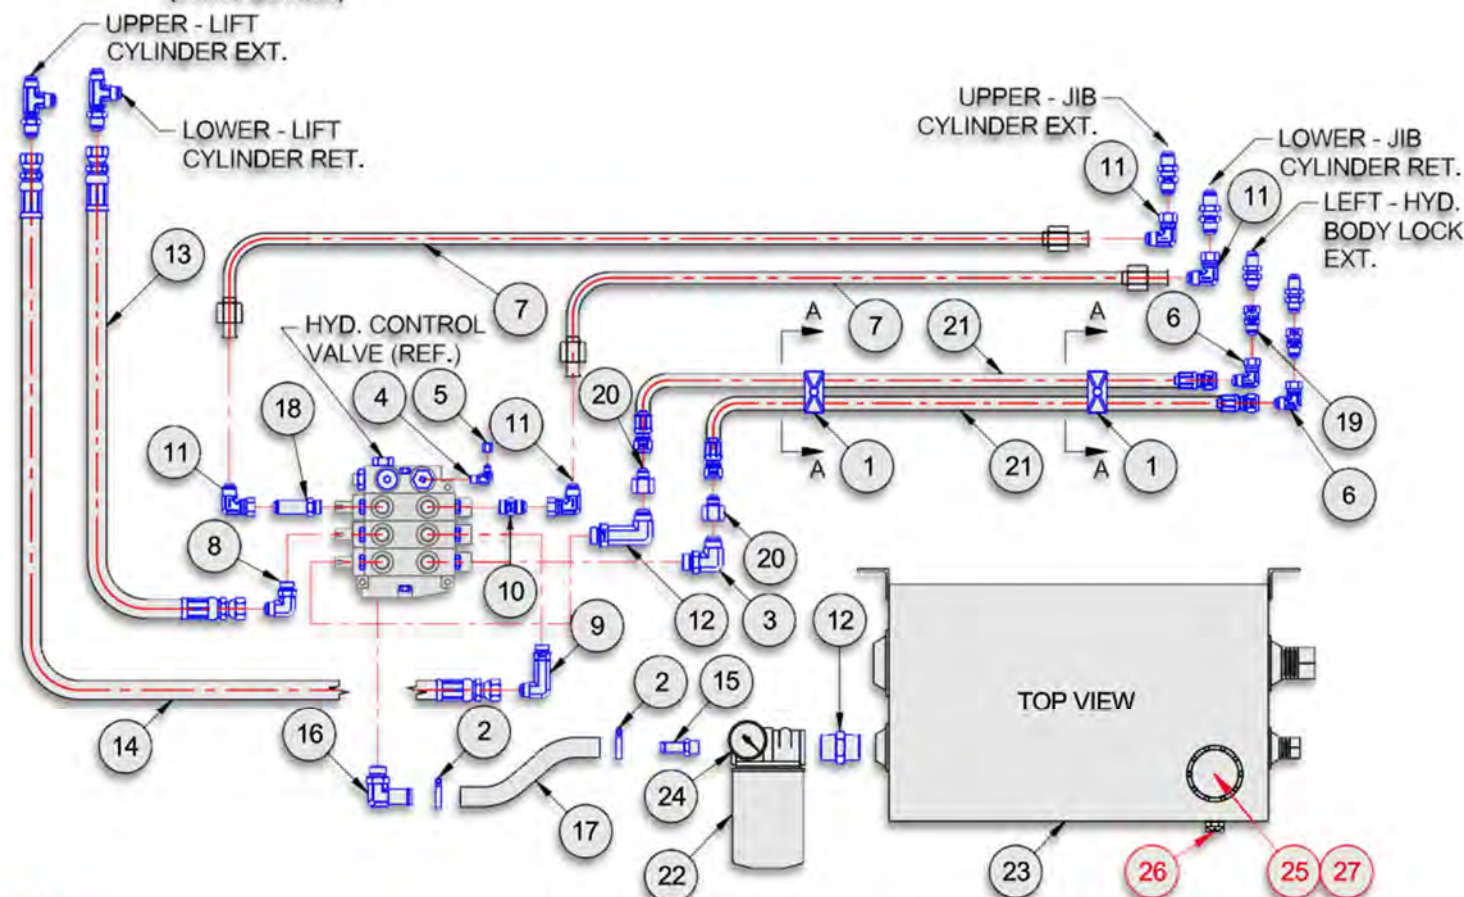 UPPER - LIFT
CYLINDER EXT.
LOWER - LIFT
CYLINDER RET.
UPPER - JIB
CYLINDER EXT.
LOWER - JIB
CYLINDER RET.
11
11
LEFT - HYD.
BODY LOCK
EXT.
13
7
HYD. CONTROL
VALVE (REF.)
A
7
21
A
6
4
5
20
11
18
11
19
A
1
21
A
1
6
8
10
20
12
3
12
9
2
15
TOP VIEW
14
16
2
24
17
22
23
26
25
27